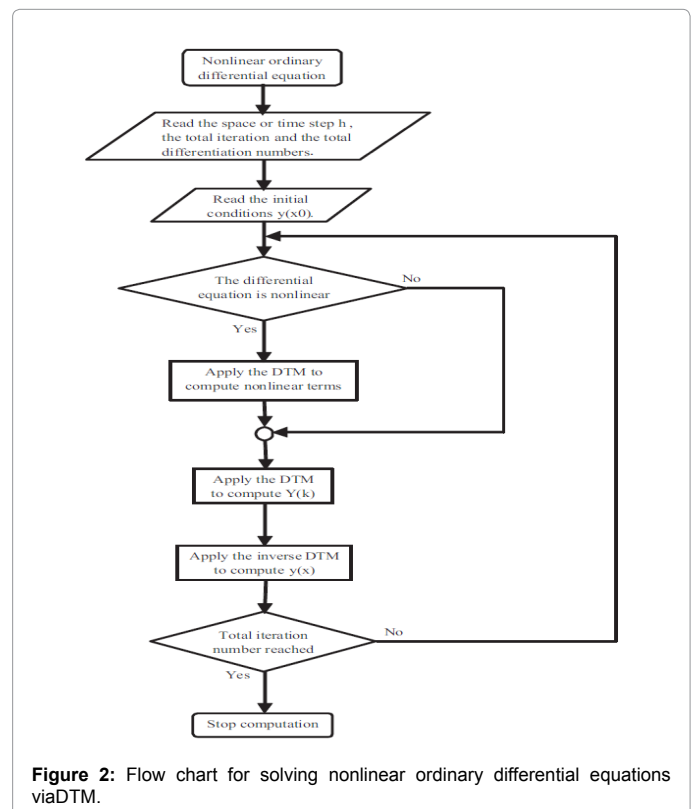 Nonlinear ordinary
differential equation
Read the space or time step h ,
the total iteration and the total
differentiation numbers.
Read the initial
conditions y(x0).
The differential
equation is nonlinear
No
Yes
Apply the DTM to
compute nonlinear terms
Apply the DTM
to compute Y(k)
Apply the inverse DTM
to compute y(x)
Total iteration
number reached
No
Yes
Stop computation
Figure 2: Flow chart for solving nonlinear ordinary differential equations
viaDTM.